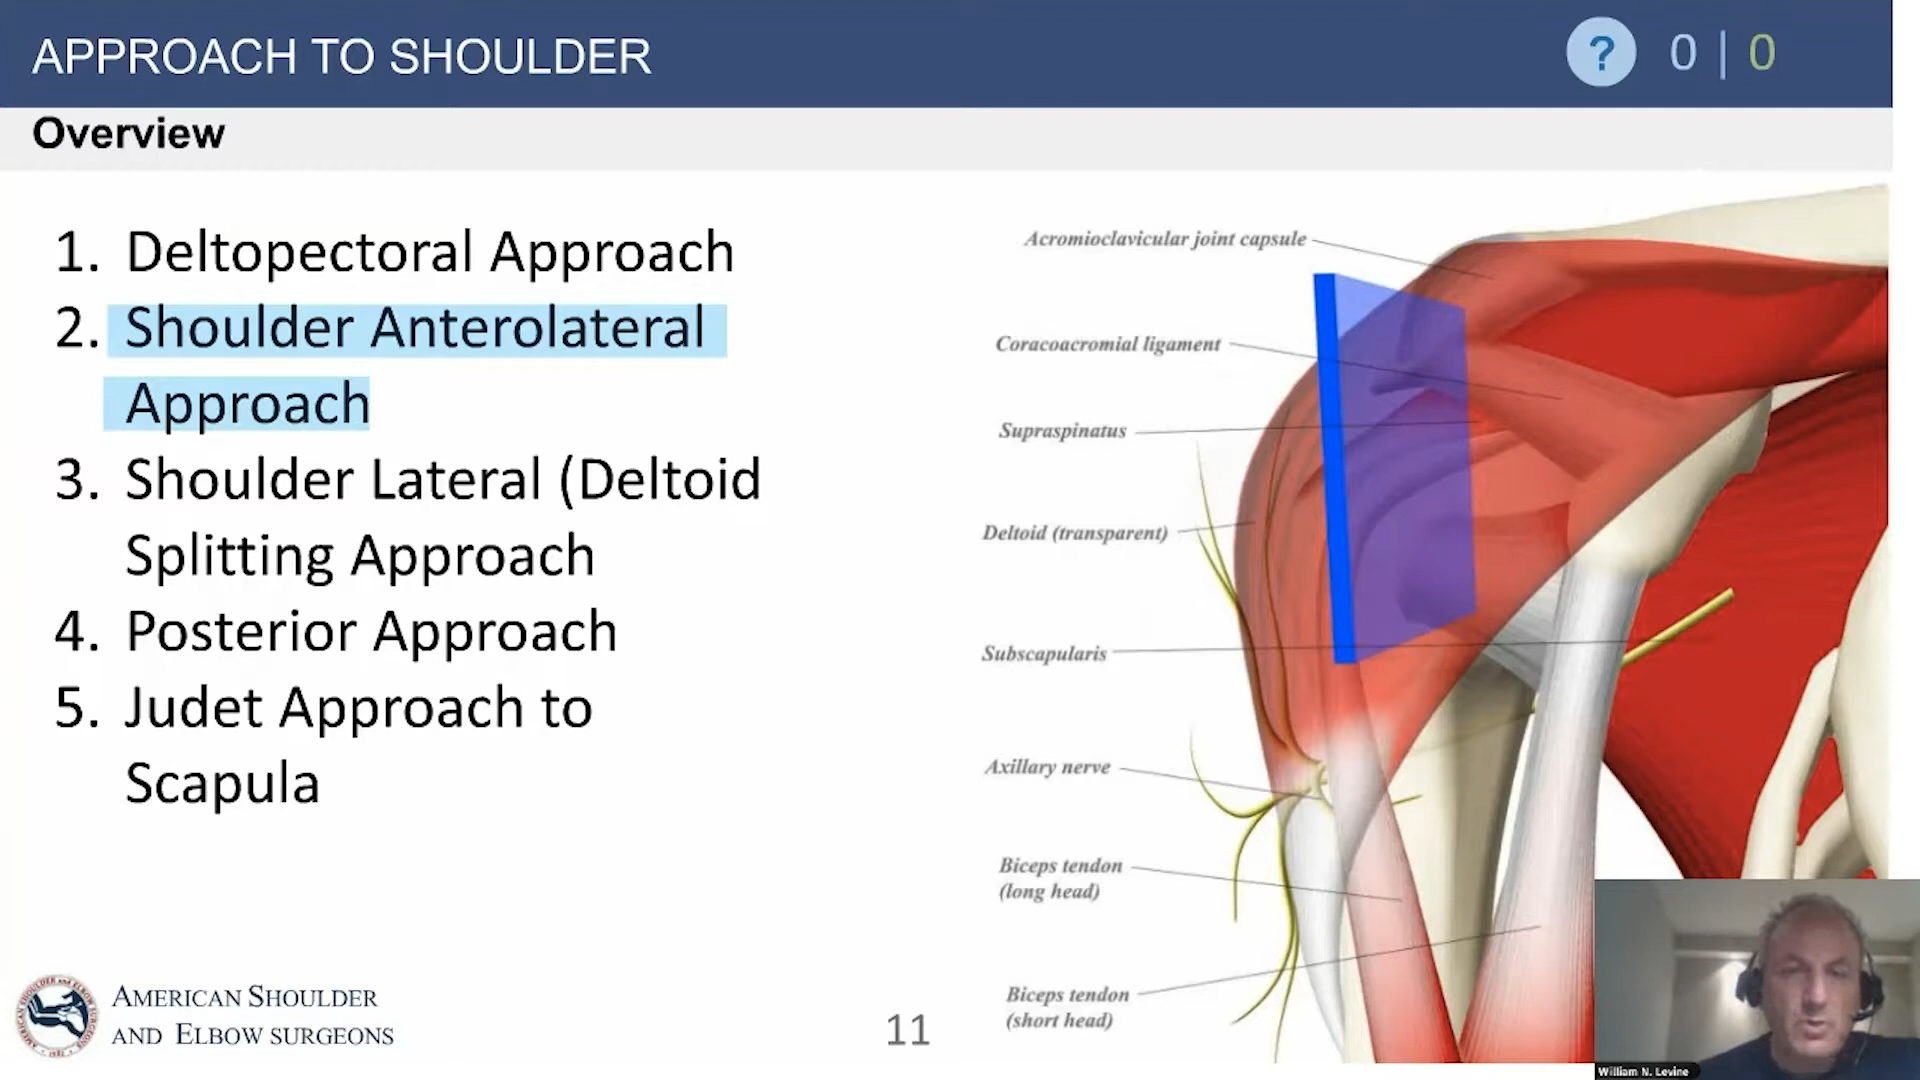 APPROACH TO SHOULDER
? 0 | 0
Overview
1. Deltopectoral Approach
2. Shoulder Anterolateral
Approach
3. Shoulder Lateral (Deltoid
Splitting Approach
4. Posterior Approach
5. Judet Approach to
Scapula
Acromioclavicular joint capsule
Coracoacromial ligament
Supraspinatus
Deltoid (transparent)
Subscapularis
Axillary nerve
Biceps tendon
(long head)
Biceps tendon
(short head)
AMERICAN SHOULDER
AND ELBOW SURGEONS
11
William N. Levine